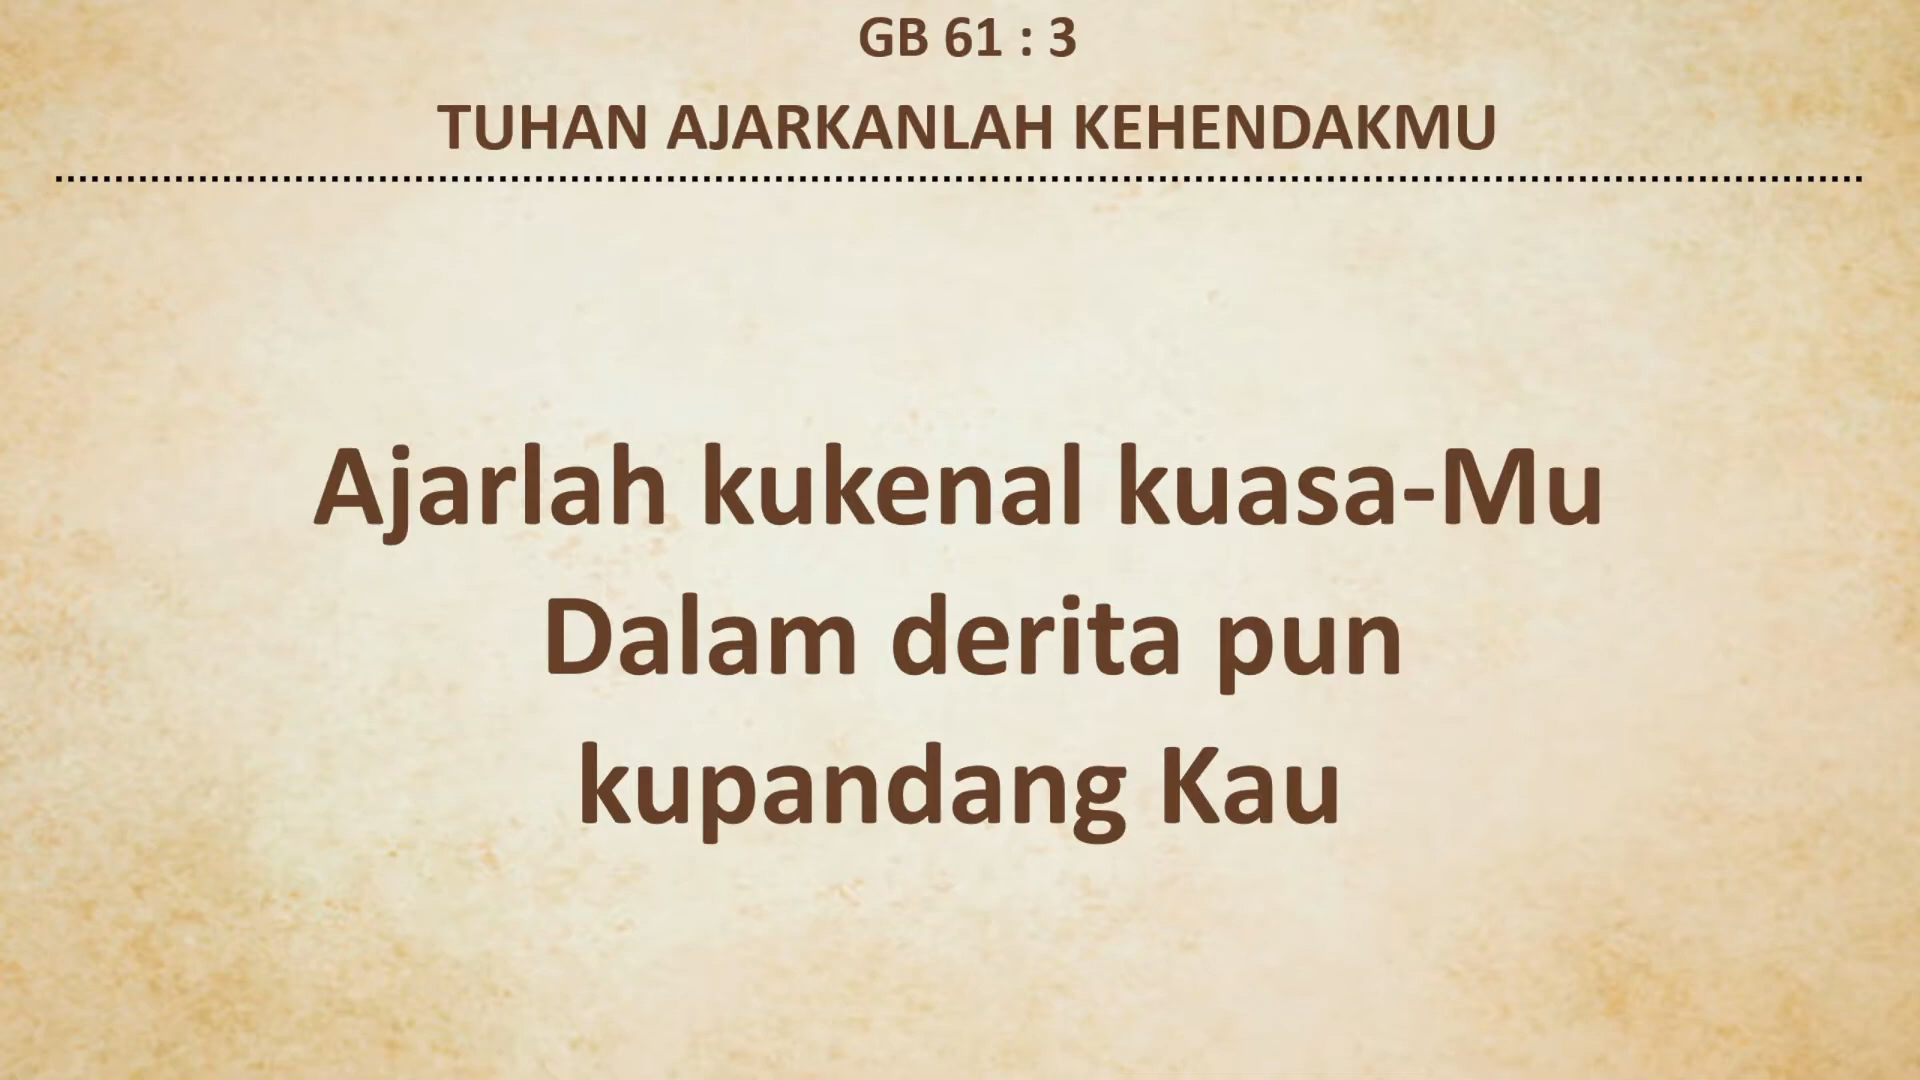 GB 61 : 3
TUHAN AJARKANLAH KEHENDAKMU
Ajarlah kukenal kuasa-Mu
Dalam derita pun
kupandang Kau